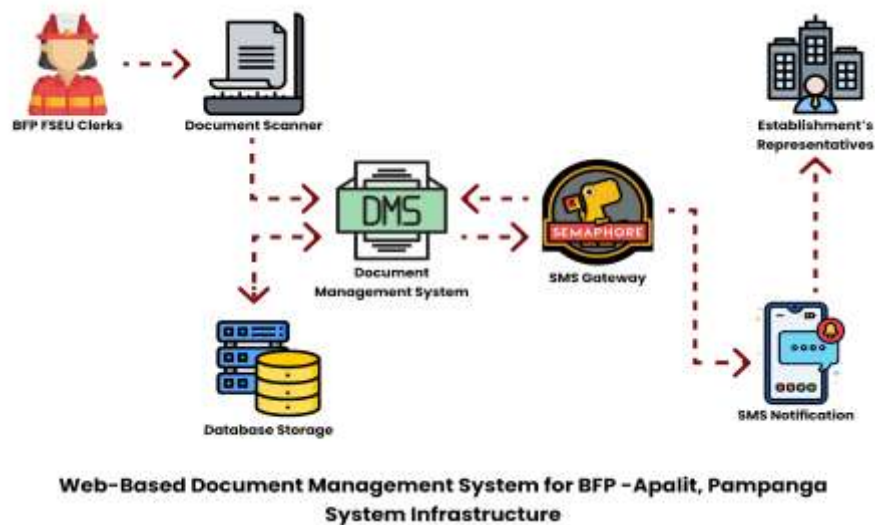 BFP FSEU Clerks
Document Scanner
Establishment's
Representatives
DMS
SEMAPHORE
Document
Management System
SMS Gateway
Database Storage
SMS Notification
Web-Based Document Management System for BFP -Apalit, Pampanga
System Infrastructure